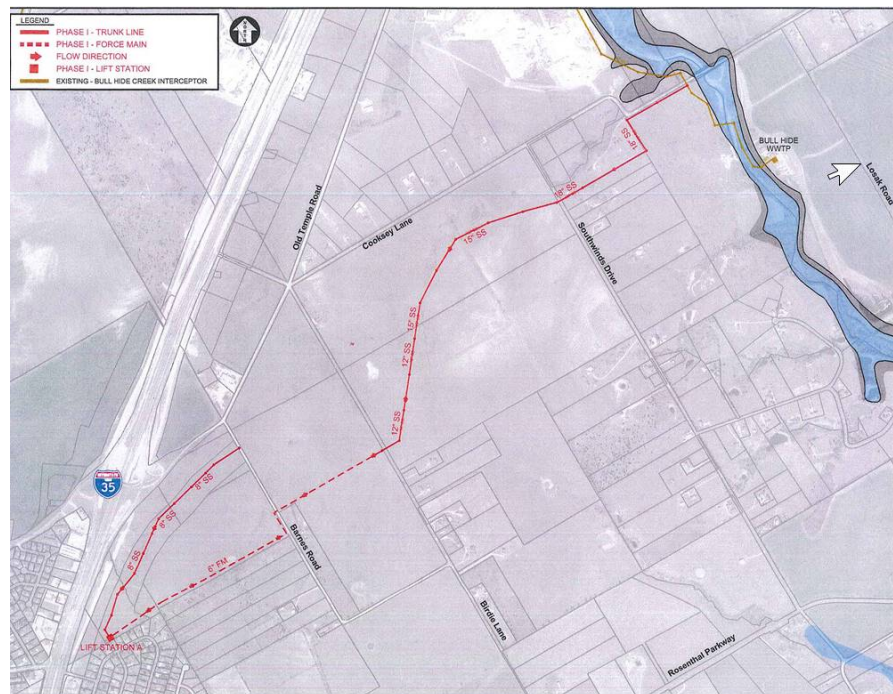 LEGEND
PHASE I - TRUNK LINE
PHASE I - FORCE MAIN
FLOW DIRECTION
PHASE I - LIFT STATION
EXISTING - BULL HIDE CREEK INTERCEPTOR
NORTH
BULL HIDE
WWTP
Losak Road
18" SS
18" SS
Old Temple Road
Cooksey Lane
15" SS
Southwinds Drive
15" SS
12" SS
12" SS
8" SS
8" SS
8" SS
35
Barnes Road
6" FM
Birdie Lane
LIFT STATION A
Rosenthal Parkway